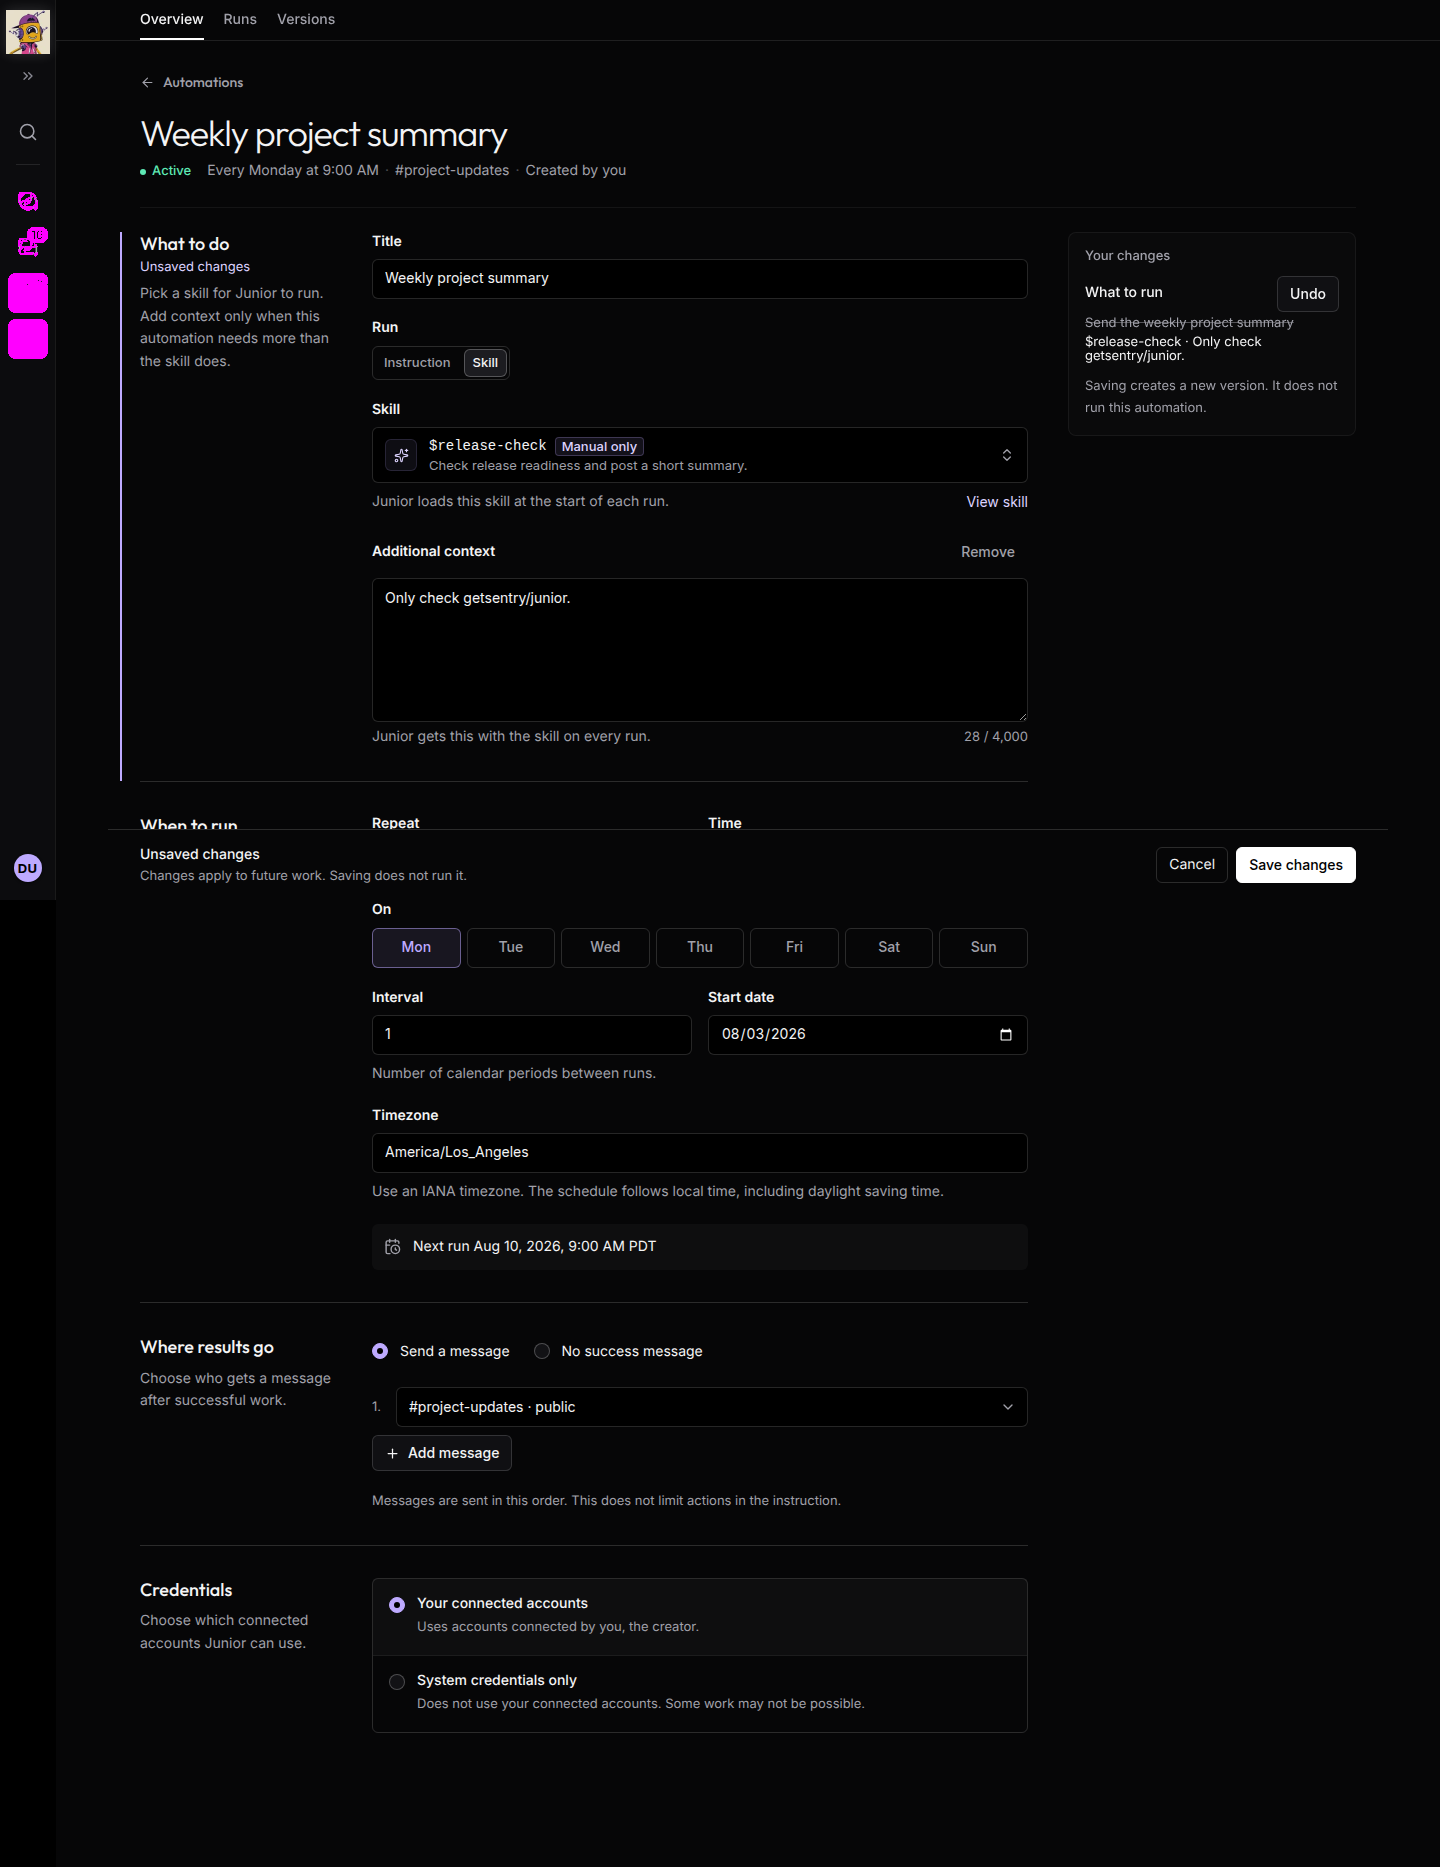 Overview Runs Versions
Automations
Weekly project summary
Active Every Monday at 9:00 AM · #project-updates · Created by you
What to do
Unsaved changes
Pick a skill for Junior to run.
Add context only when this
automation needs more than
the skill does.
Title
Weekly project summary
Run
Instruction Skill
Skill
$release-check Manual only
Check release readiness and post a short summary.
Junior loads this skill at the start of each run. View skill
Additional context Remove
Only check getsentry/junior.
Junior gets this with the skill on every run. 28 / 4,000
Your changes
What to run Undo
Send the weekly project summary
$release-check · Only check
getsentry/junior.
Saving creates a new version. It does not
run this automation.
When to run Repeat Time
DU
Unsaved changes
Changes apply to future work. Saving does not run it.
Cancel Save changes
On
Mon Tue Wed Thu Fri Sat Sun
Interval Start date
1 08/03/2026
Number of calendar periods between runs.
Timezone
America/Los_Angeles
Use an IANA timezone. The schedule follows local time, including daylight saving time.
Next run Aug 10, 2026, 9:00 AM PDT
Where results go
Choose who gets a message
after successful work.
Send a message No success message
1. #project-updates · public
Add message
Messages are sent in this order. This does not limit actions in the instruction.
Credentials
Choose which connected
accounts Junior can use.
Your connected accounts
Uses accounts connected by you, the creator.
System credentials only
Does not use your connected accounts. Some work may not be possible.